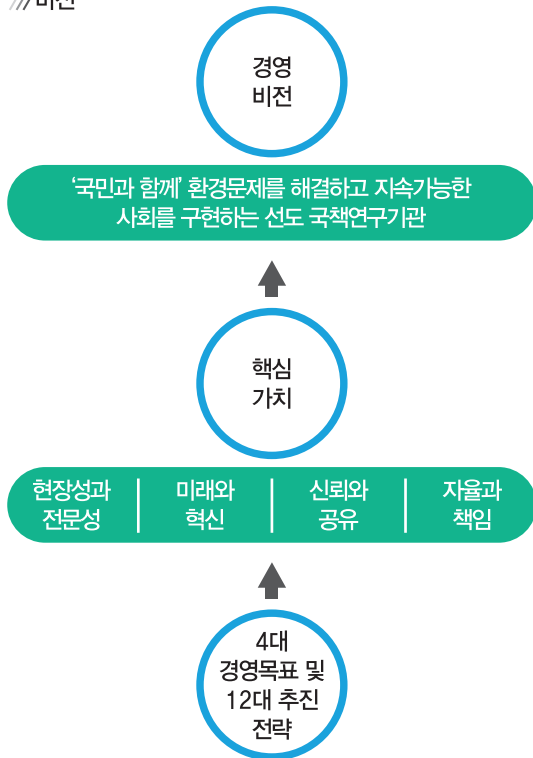 비전
경영
비전
‘국민과 함께’ 환경문제를 해결하고 지속가능한
사회를 구현하는 선도 국책연구기관
핵심
가치
현장성과
전문성
미래와
혁신
신뢰와
공유
자율과
책임
4대
경영목표 및
12대 추진
전략